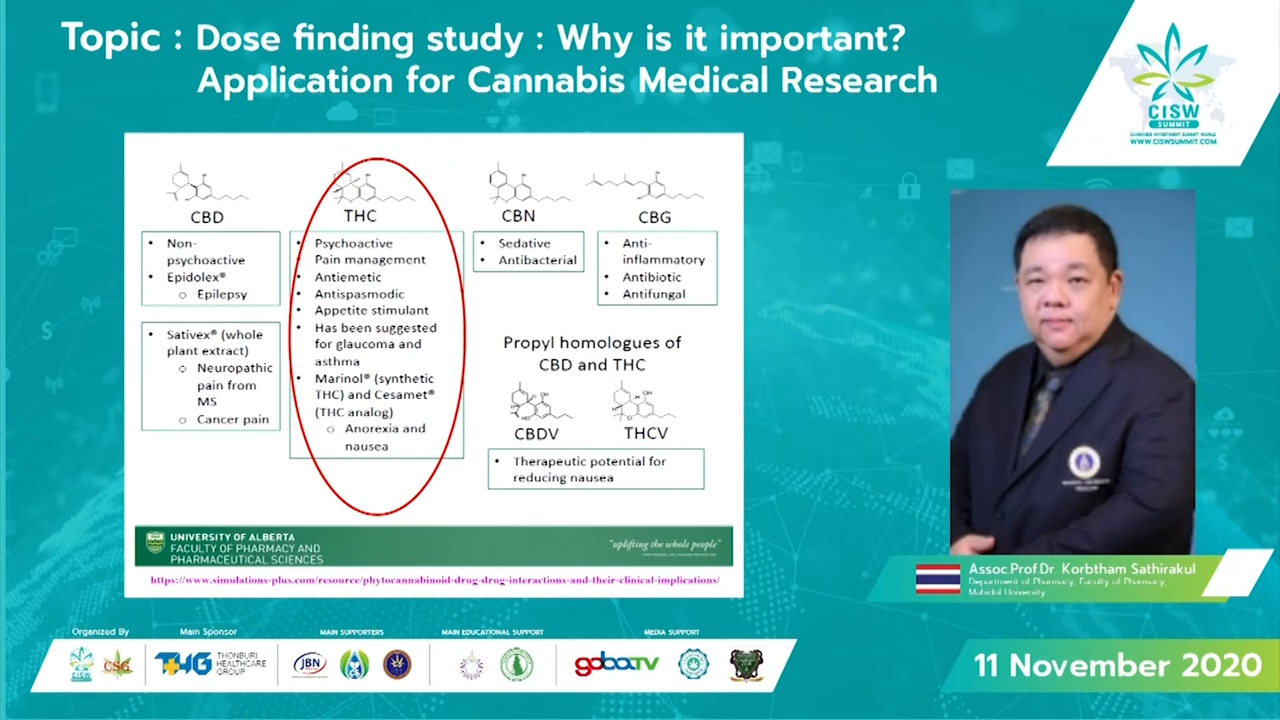 Topic : Dose finding study : Why is it important?
Application for Cannabis Medical Research
CISW
SUMMIT
CANNABIS INVESTMENT SUMMIT WORLD
WWW.CISWSUMMIT.COM
CBD
• Non-
psychoactive
• Epidolex®
○ Epilepsy
• Sativex® (whole
plant extract)
○ Neuropathic
pain from
MS
○ Cancer pain
THC
• Psychoactive
• Pain management
• Antiemetic
• Antispasmodic
• Appetite stimulant
• Has been suggested
for glaucoma and
asthma
• Marinol® (synthetic
THC) and Cesamet®
(THC analog)
○ Anorexia and
nausea
CBN
• Sedative
• Antibacterial
CBG
• Anti-
inflammatory
• Antibiotic
• Antifungal
Propyl homologues of
CBD and THC
CBDV
THCV
• Therapeutic potential for
reducing nausea
UNIVERSITY OF ALBERTA
FACULTY OF PHARMACY AND
PHARMACEUTICAL SCIENCES
"uplifting the whole people"
https://www.simulations-plus.com/resource/phytocannabinoid-drug-drug-interactions-and-their-clinical-implications/
Assoc.Prof.Dr. Korbtham Sathirakul
Department of Pharmacy, Faculty of Pharmacy,
Mahidol University
Organized By
Main Sponsor
MAIN SUPPORTERS
MAIN EDUCATIONAL SUPPORT
MEDIA SUPPORT
CISW
CSG
THG
THONBURI
HEALTHCARE
GROUP
JBN
gobaTV
11 November 2020